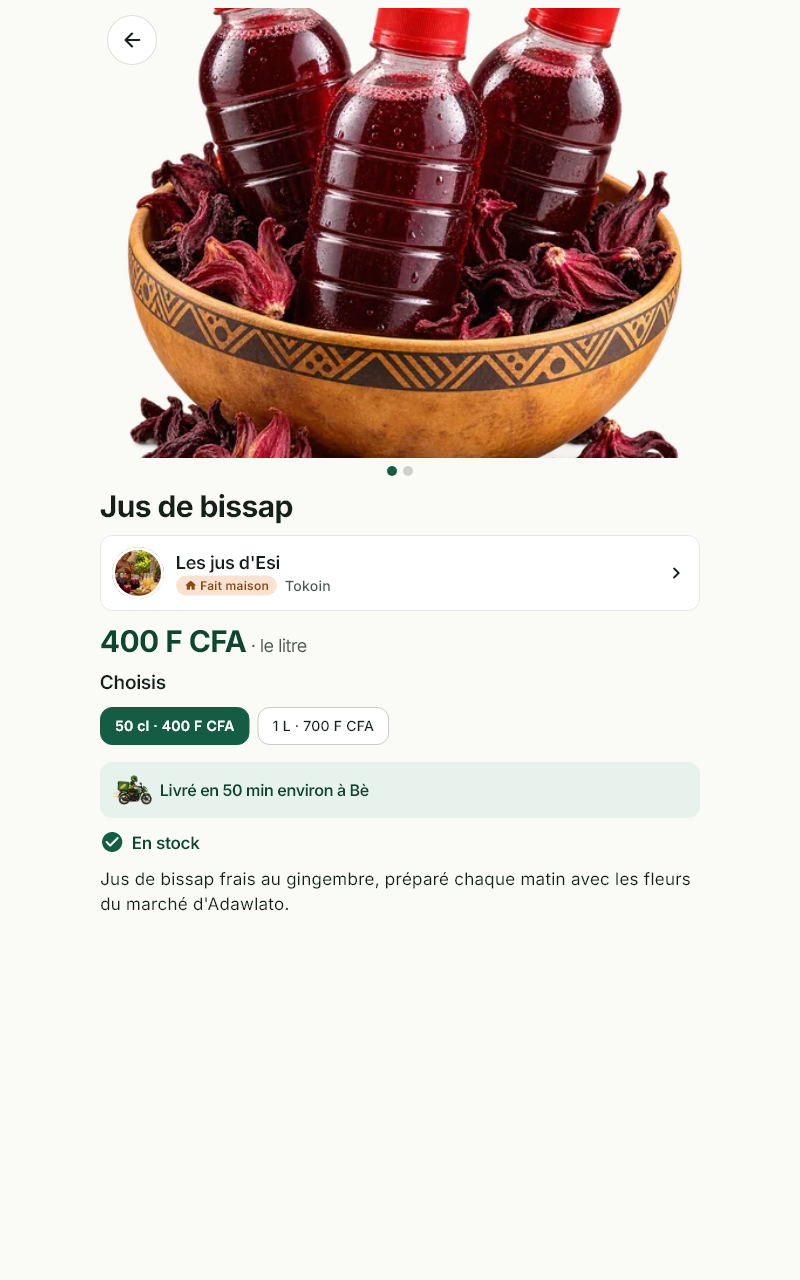 Jus de bissap
Les jus d'Esi
Fait maison Tokoin
400 F CFA · le litre
Choisis
50 cl · 400 F CFA 1 L · 700 F CFA
Livré en 50 min environ à Bè
En stock
Jus de bissap frais au gingembre, préparé chaque matin avec les fleurs
du marché d'Adawlato.